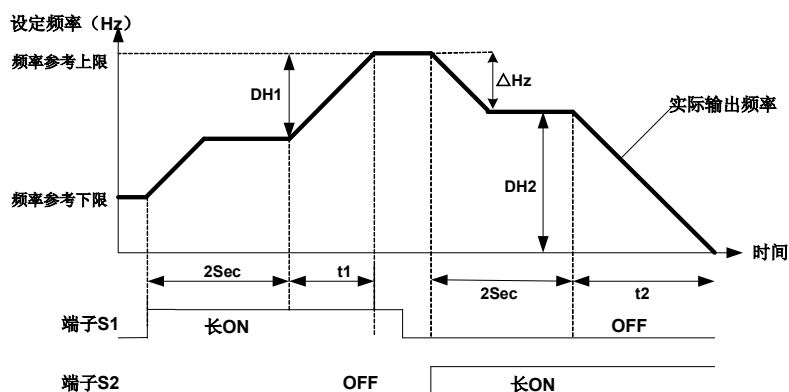 设定频率（Hz）
频率参考上限
DH1
△Hz
实际输出频率
频率参考下限
DH2
时间
2Sec
t1
2Sec
t2
端子S1
长ON
OFF
端子S2
OFF
长ON